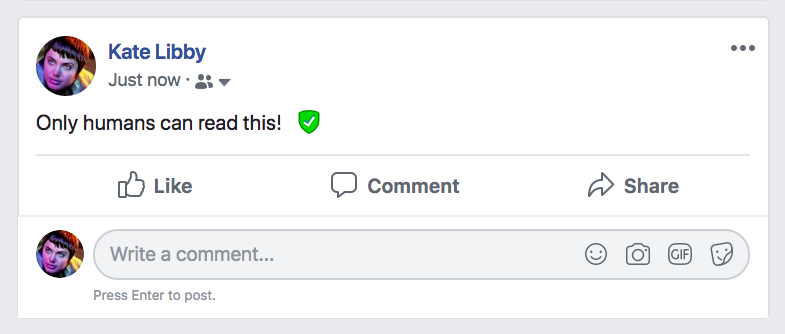 Kate Libby
Just now ·
Only humans can read this!
Like Comment Share
Write a comment... GIF
Press Enter to post.